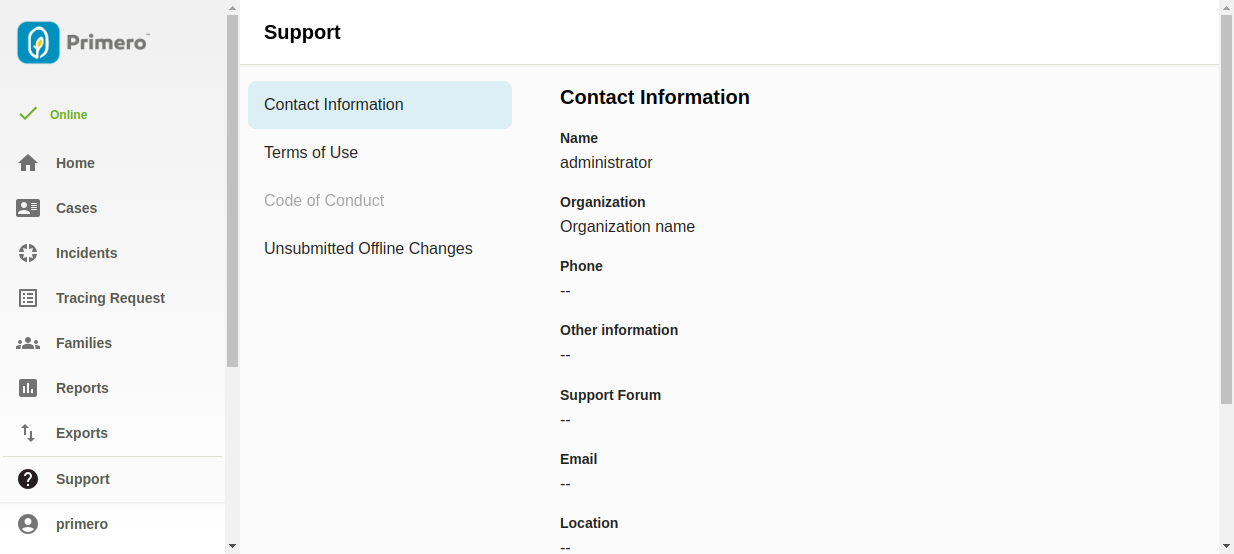 Primero™
Online
Home
Cases
Incidents
Tracing Request
Families
Reports
Exports
Support
primero
Support
Contact Information
Terms of Use
Code of Conduct
Unsubmitted Offline Changes
Contact Information
Name
administrator
Organization
Organization name
Phone
--
Other information
--
Support Forum
--
Email
--
Location
--